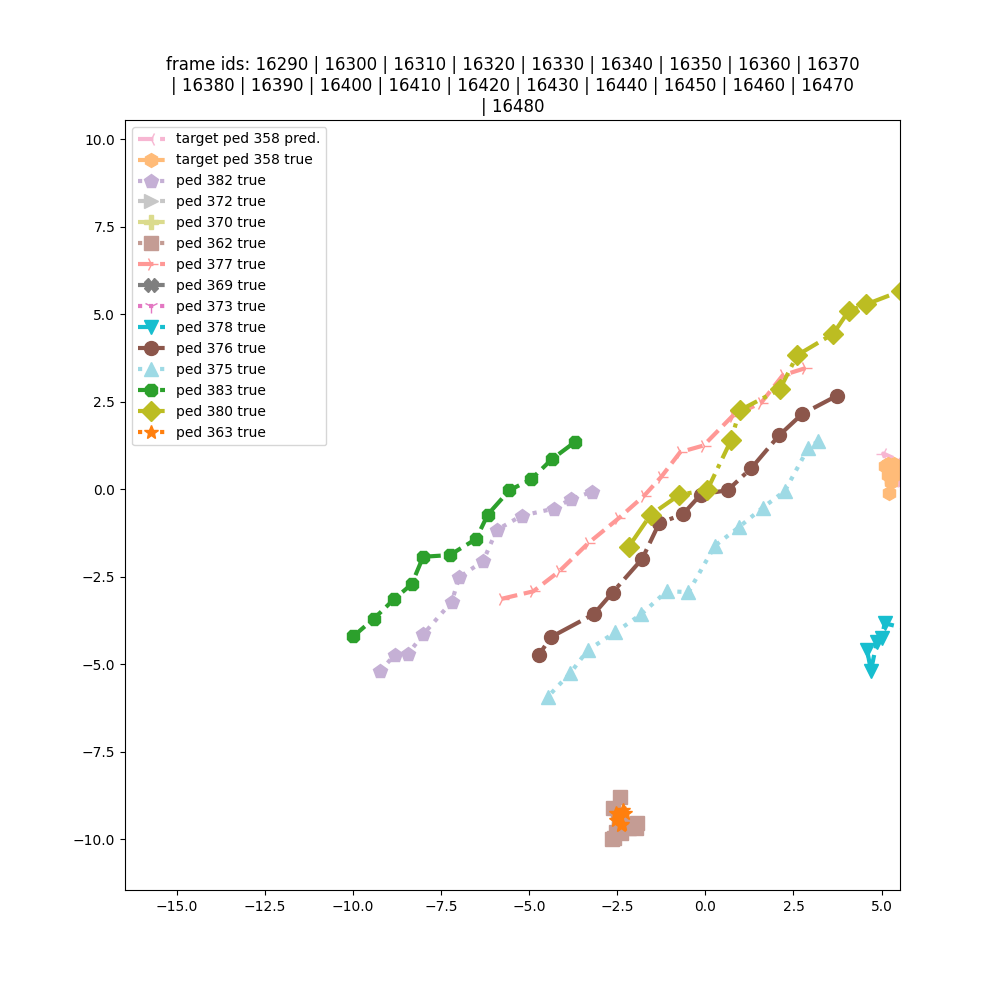 frame ids: 16290 | 16300 | 16310 | 16320 | 16330 | 16340 | 16350 | 16360 | 16370
| 16380 | 16390 | 16400 | 16410 | 16420 | 16430 | 16440 | 16450 | 16460 | 16470
| 16480
target ped 358 pred.
target ped 358 true
ped 382 true
ped 372 true
ped 370 true
ped 362 true
ped 377 true
ped 369 true
ped 373 true
ped 378 true
ped 376 true
ped 375 true
ped 383 true
ped 380 true
ped 363 true
10.0
7.5
5.0
2.5
0.0
−2.5
−5.0
−7.5
−10.0
−15.0 −12.5 −10.0 −7.5 −5.0 −2.5 0.0 2.5 5.0